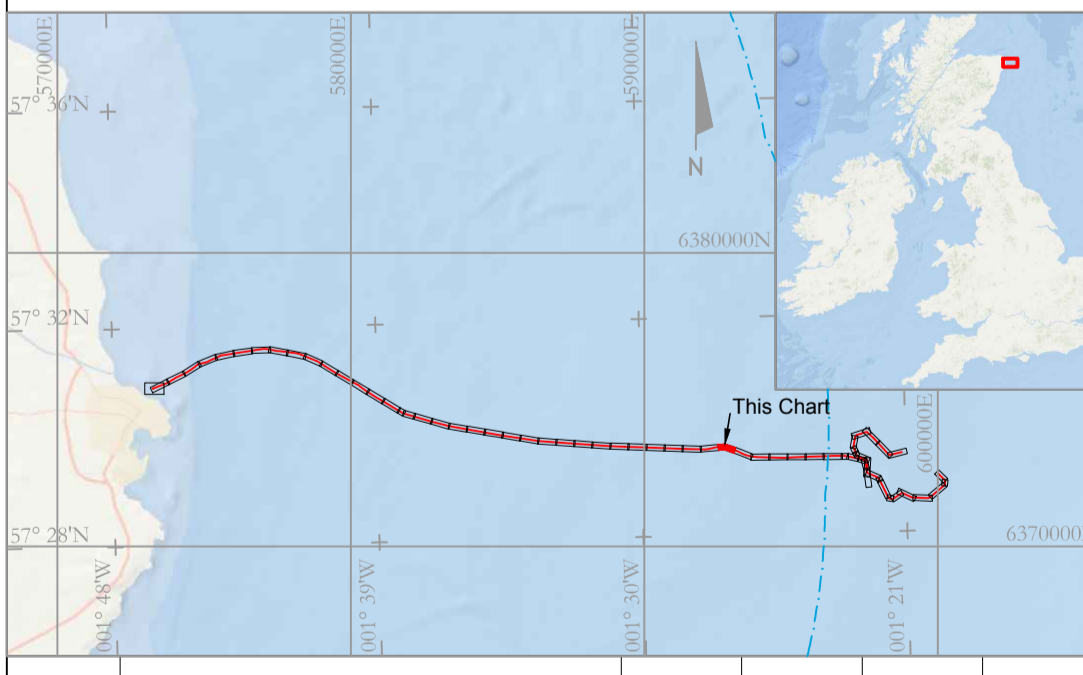 570000E
580000E
590000E
57° 36'N
N
6380000N
57° 32'N
This Chart
600000E
57° 28'N
6370000
001° 48'W
001° 39'W
001° 30'W
001° 21'W